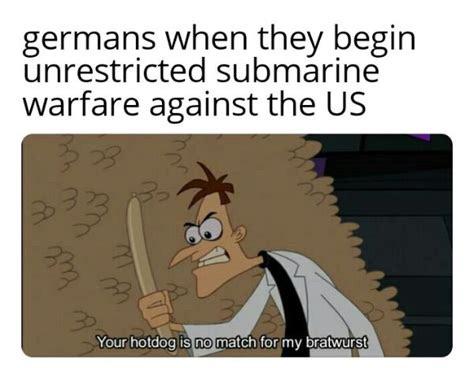 germans when they begin
unrestricted submarine
warfare against the US
Your hotdog is no match for my bratwurst